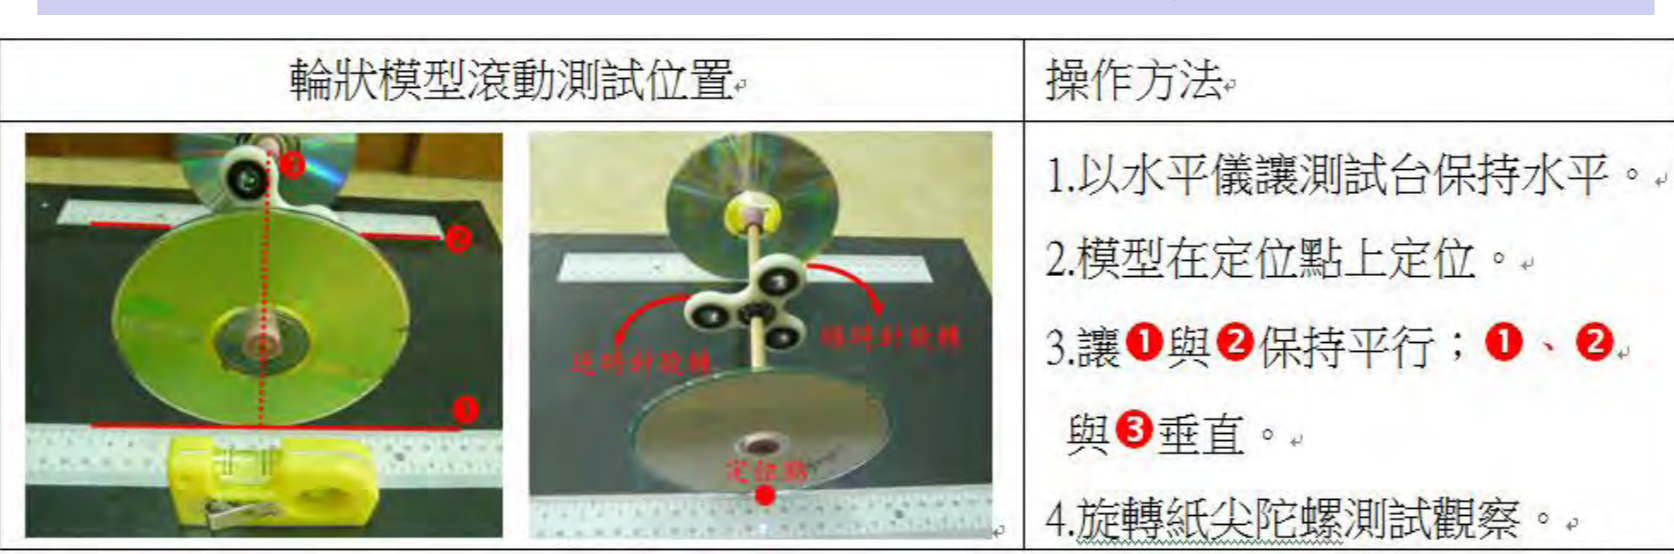 輪狀模型滾動測試位置
操作方法
❸
❷
❶
逆時針旋轉
順時針旋轉
定位點
1.以水平儀讓測試台保持水平。
2.模型在定位點上定位。
3.讓❶與❷保持平行；❶、❷
與❸垂直。
4.旋轉紙尖陀螺測試觀察。